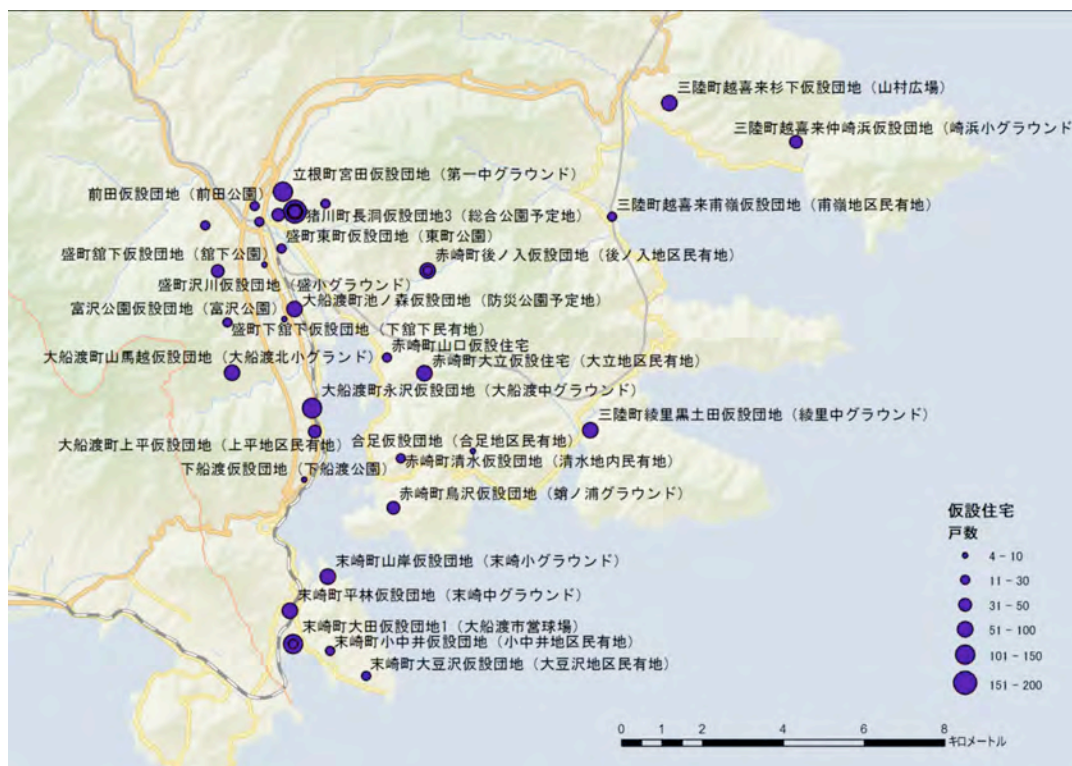 三陸町越喜来杉下仮設団地（山村広場）
三陸町越喜来仲崎浜仮設団地（崎浜小グラウンド
立根町宮田仮設団地（第一中グラウンド）
前田仮設団地（前田公園）
猪川町長洞仮設団地3（総合公園予定地）
三陸町越喜来甫嶺仮設団地（甫嶺地区民有地）
盛町東町仮設団地（東町公園）
盛町舘下仮設団地（舘下公園）
赤崎町後ノ入仮設団地（後ノ入地区民有地）
盛町沢川仮設団地（盛小グラウンド）
大船渡町池ノ森仮設団地（防災公園予定地）
富沢公園仮設団地（富沢公園）
盛町下舘下仮設団地（下舘下民有地）
赤崎町山口仮設住宅
大船渡町山馬越仮設団地（大船渡北小グランド）
赤崎町大立仮設住宅（大立地区民有地）
大船渡町永沢仮設団地（大船渡中グラウンド）
三陸町綾里黒土田仮設団地（綾里中グラウンド）
大船渡町上平仮設団地（上平地区民有地）
合足仮設団地（合足地区民有地）
赤崎町清水仮設団地（清水地内民有地）
下船渡仮設団地（下船渡公園）
赤崎町鳥沢仮設団地（蛸ノ浦グラウンド）
末崎町山岸仮設団地（末崎小グラウンド）
末崎町平林仮設団地（末崎中グラウンド）
末崎町大田仮設団地1（大船渡市営球場）
末崎町小中井仮設団地（小中井地区民有地）
末崎町大豆沢仮設団地（大豆沢地区民有地）
仮設住宅
戸数
4 - 10
11 - 30
31 - 50
51 - 100
101 - 150
151 - 200
0 1 2 4 6 8
キロメートル